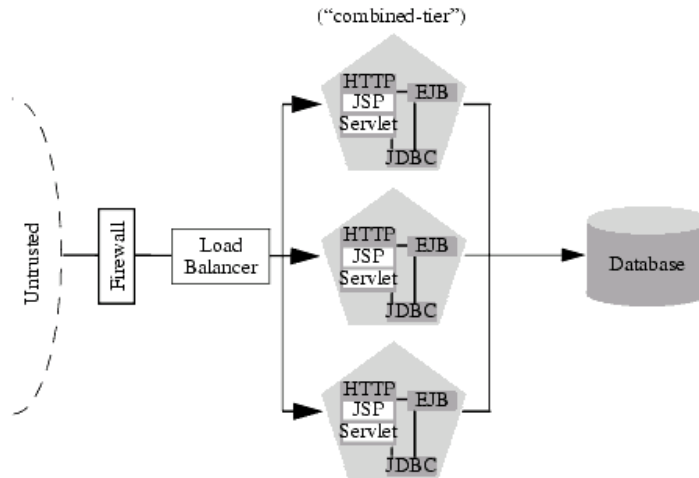 (“combined-tier”)
HTTP
EJB
JSP
Servlet
JDBC
Untrusted
Firewall
Load
Balancer
HTTP
EJB
JSP
Servlet
JDBC
Database
HTTP
EJB
JSP
Servlet
JDBC